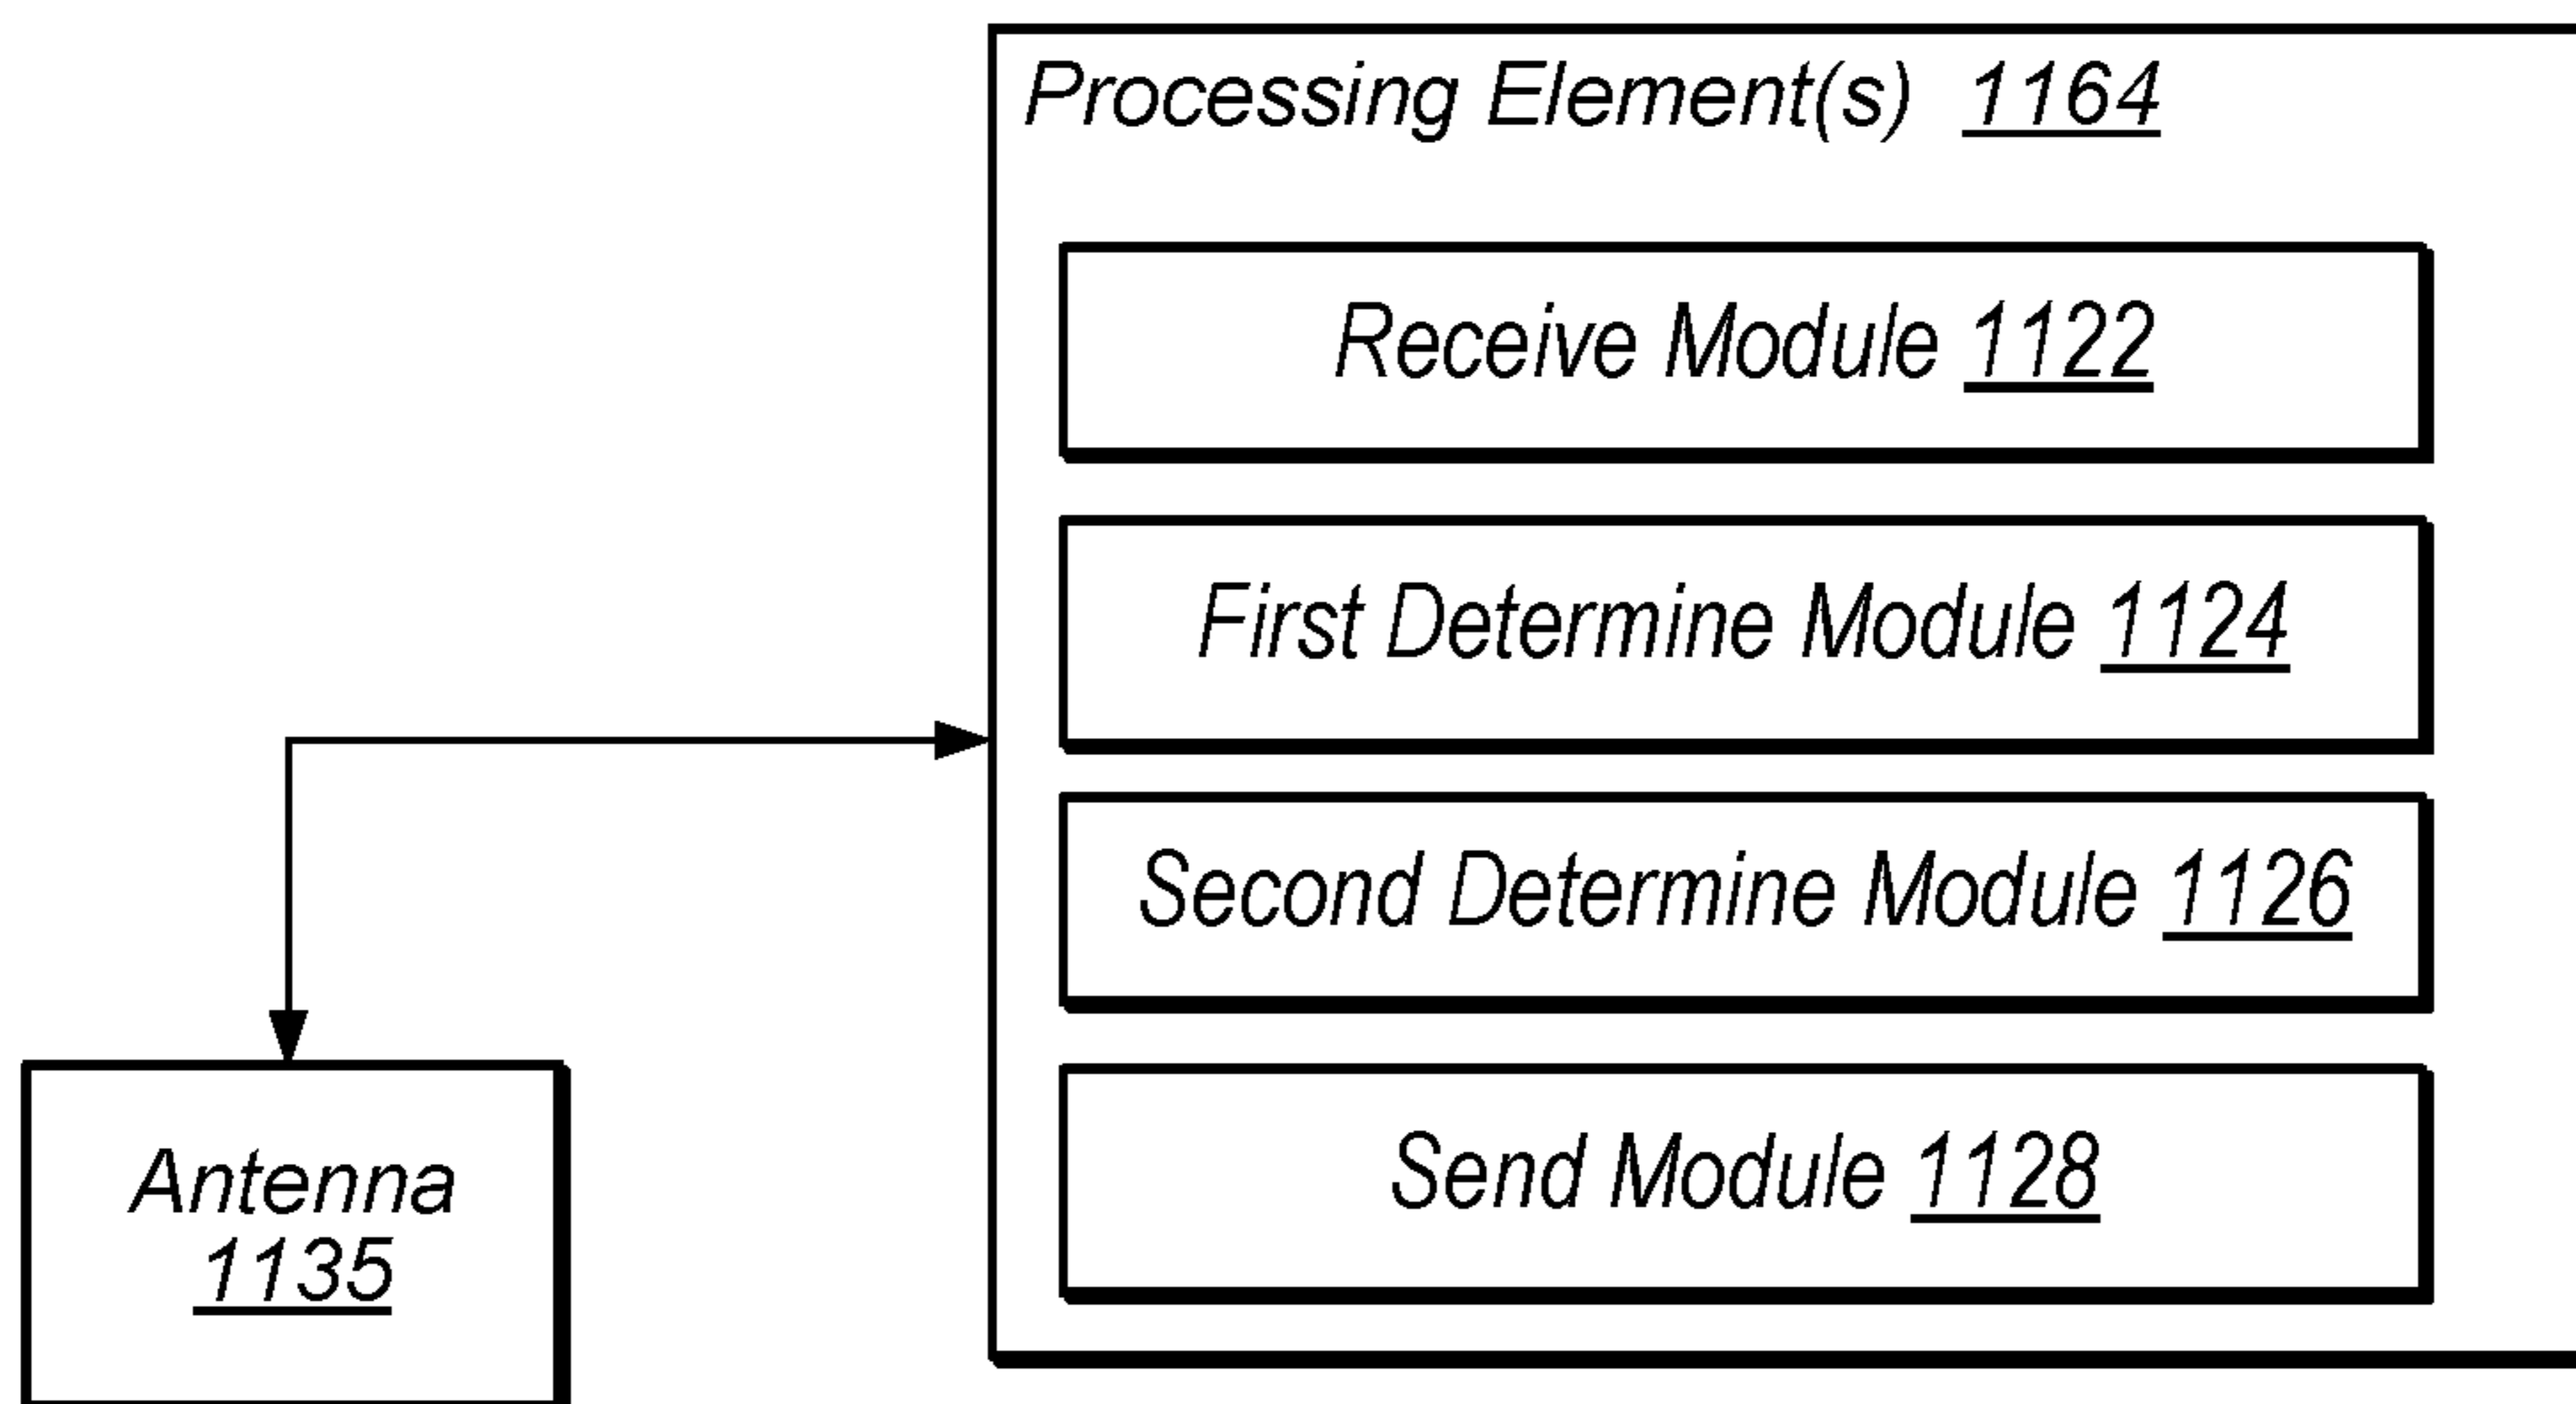 Processing Element(s) 1164
Receive Module 1122
First Determine Module 1124
Second Determine Module 1126
Send Module 1128
Antenna
1135